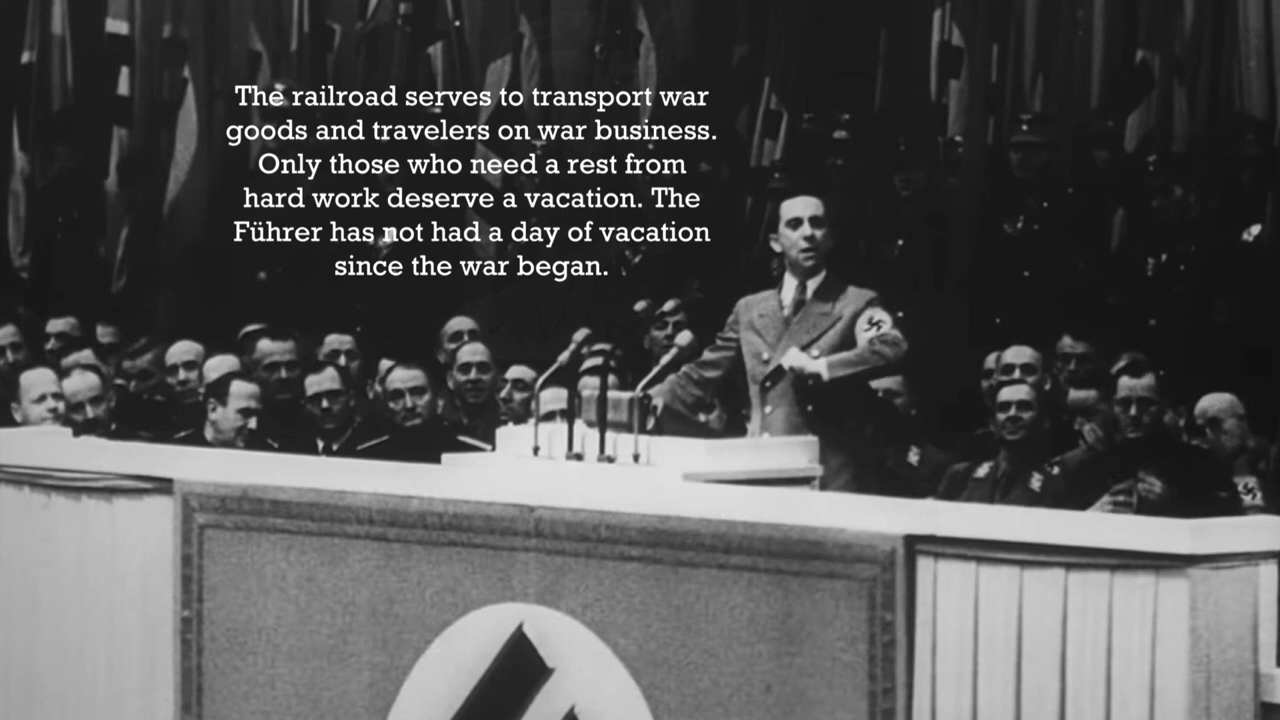 The railroad serves to transport war
goods and travelers on war business.
Only those who need a rest from
hard work deserve a vacation. The
Führer has not had a day of vacation
since the war began.